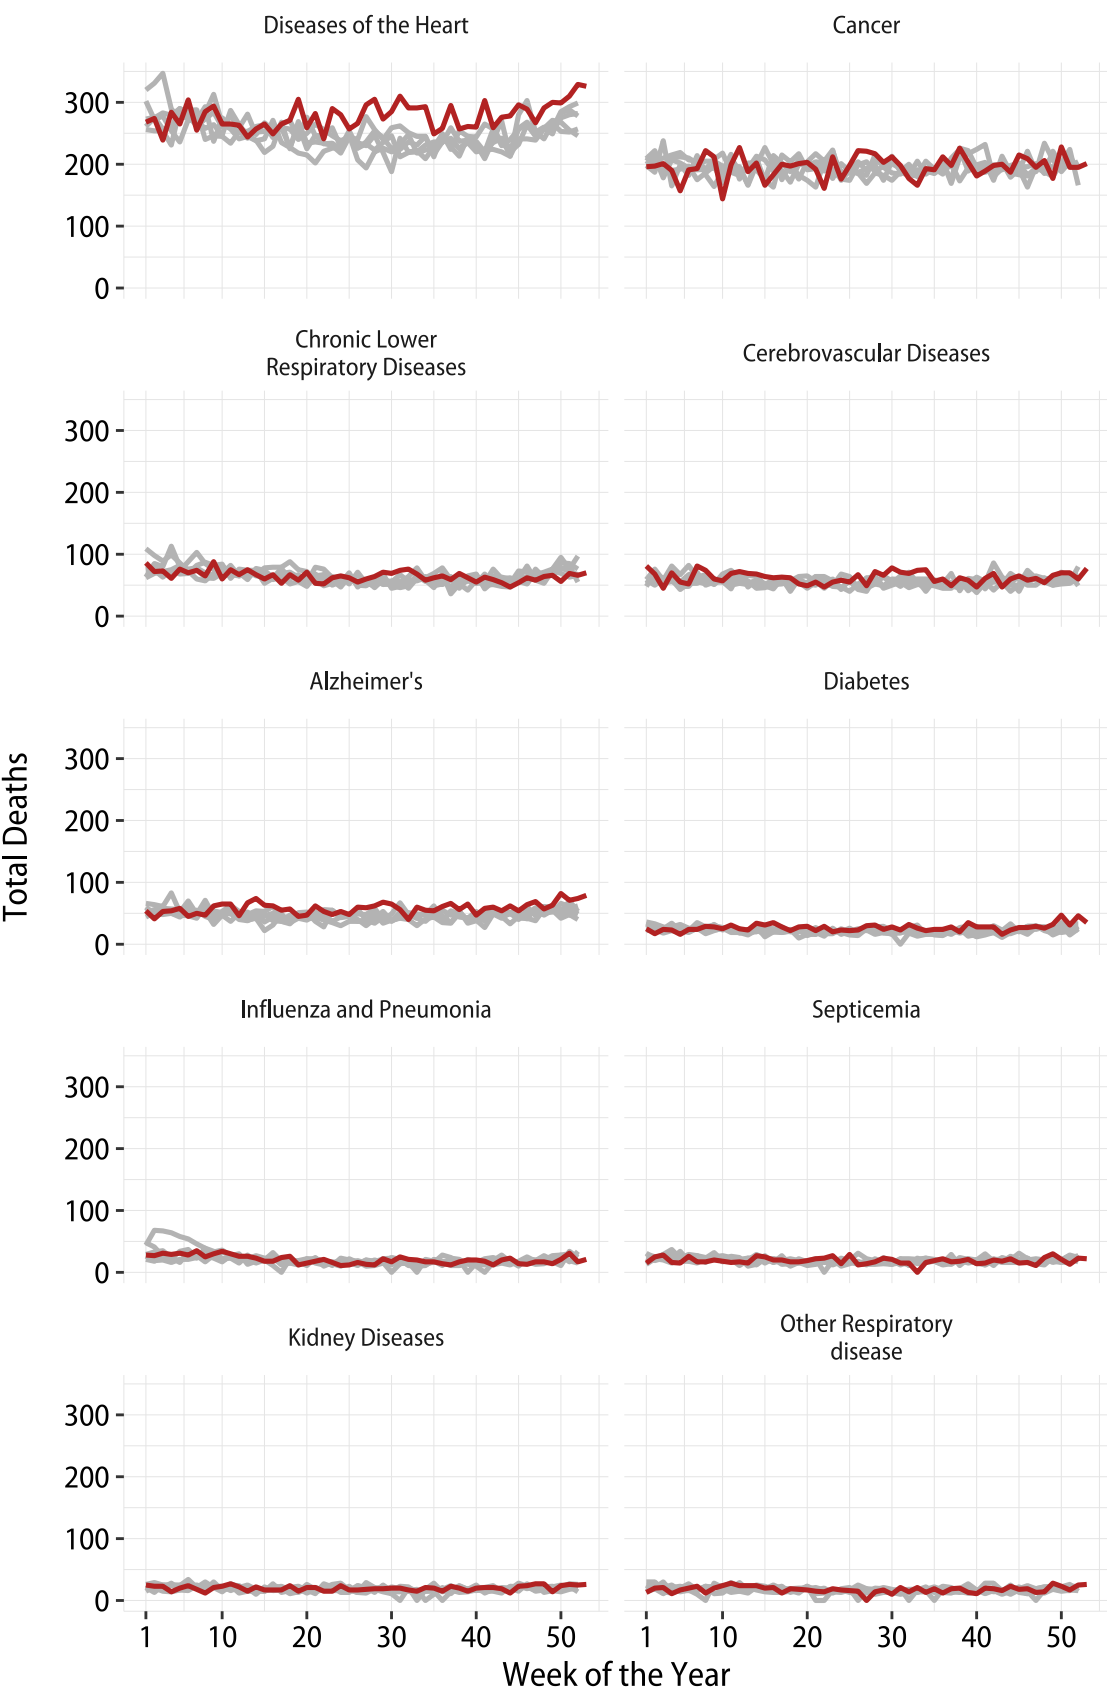 Diseases of the Heart
Cancer
300
200
100
0
Chronic Lower
Respiratory Diseases
Cerebrovascular Diseases
300
200
100
0
Alzheimer's
Diabetes
300
200
100
0
Total Deaths
Influenza and Pneumonia
Septicemia
300
200
100
0
Kidney Diseases
Other Respiratory
disease
300
200
100
0
1 10 20 30 40 50
1 10 20 30 40 50
Week of the Year